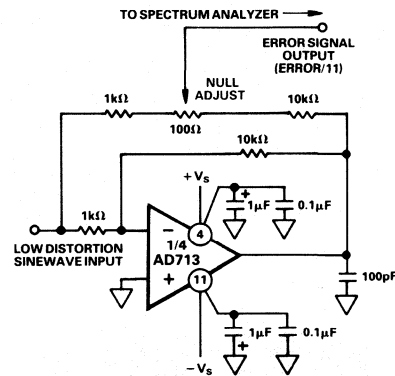 TO SPECTRUM ANALYZER
ERROR SIGNAL
OUTPUT
(ERROR/11)
NULL
ADJUST
1kΩ
10kΩ
100Ω
10kΩ
+VS
1kΩ
+
1μF
0.1μF
LOW DISTORTION
SINEWAVE INPUT
−
4
1/4
AD713
+
11
100pF
1μF
0.1μF
+
−VS